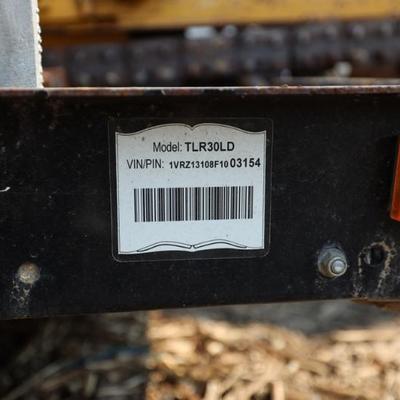 Model: TLR30LD
VIN/PIN: 1VRZ13108F1003154